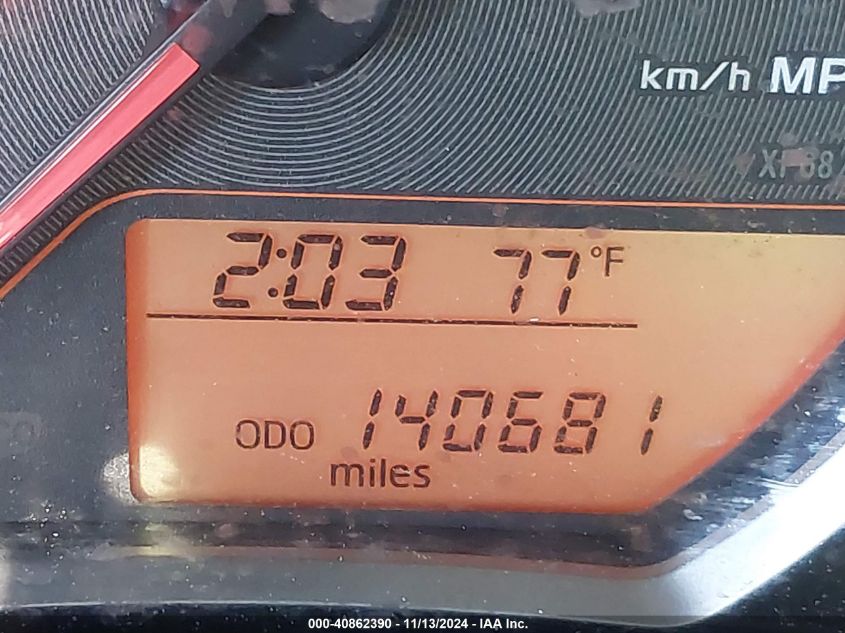 km/h MP
2:03 77°F
ODO 140681
miles
000-40862390 - 11/13/2024 - IAA Inc.